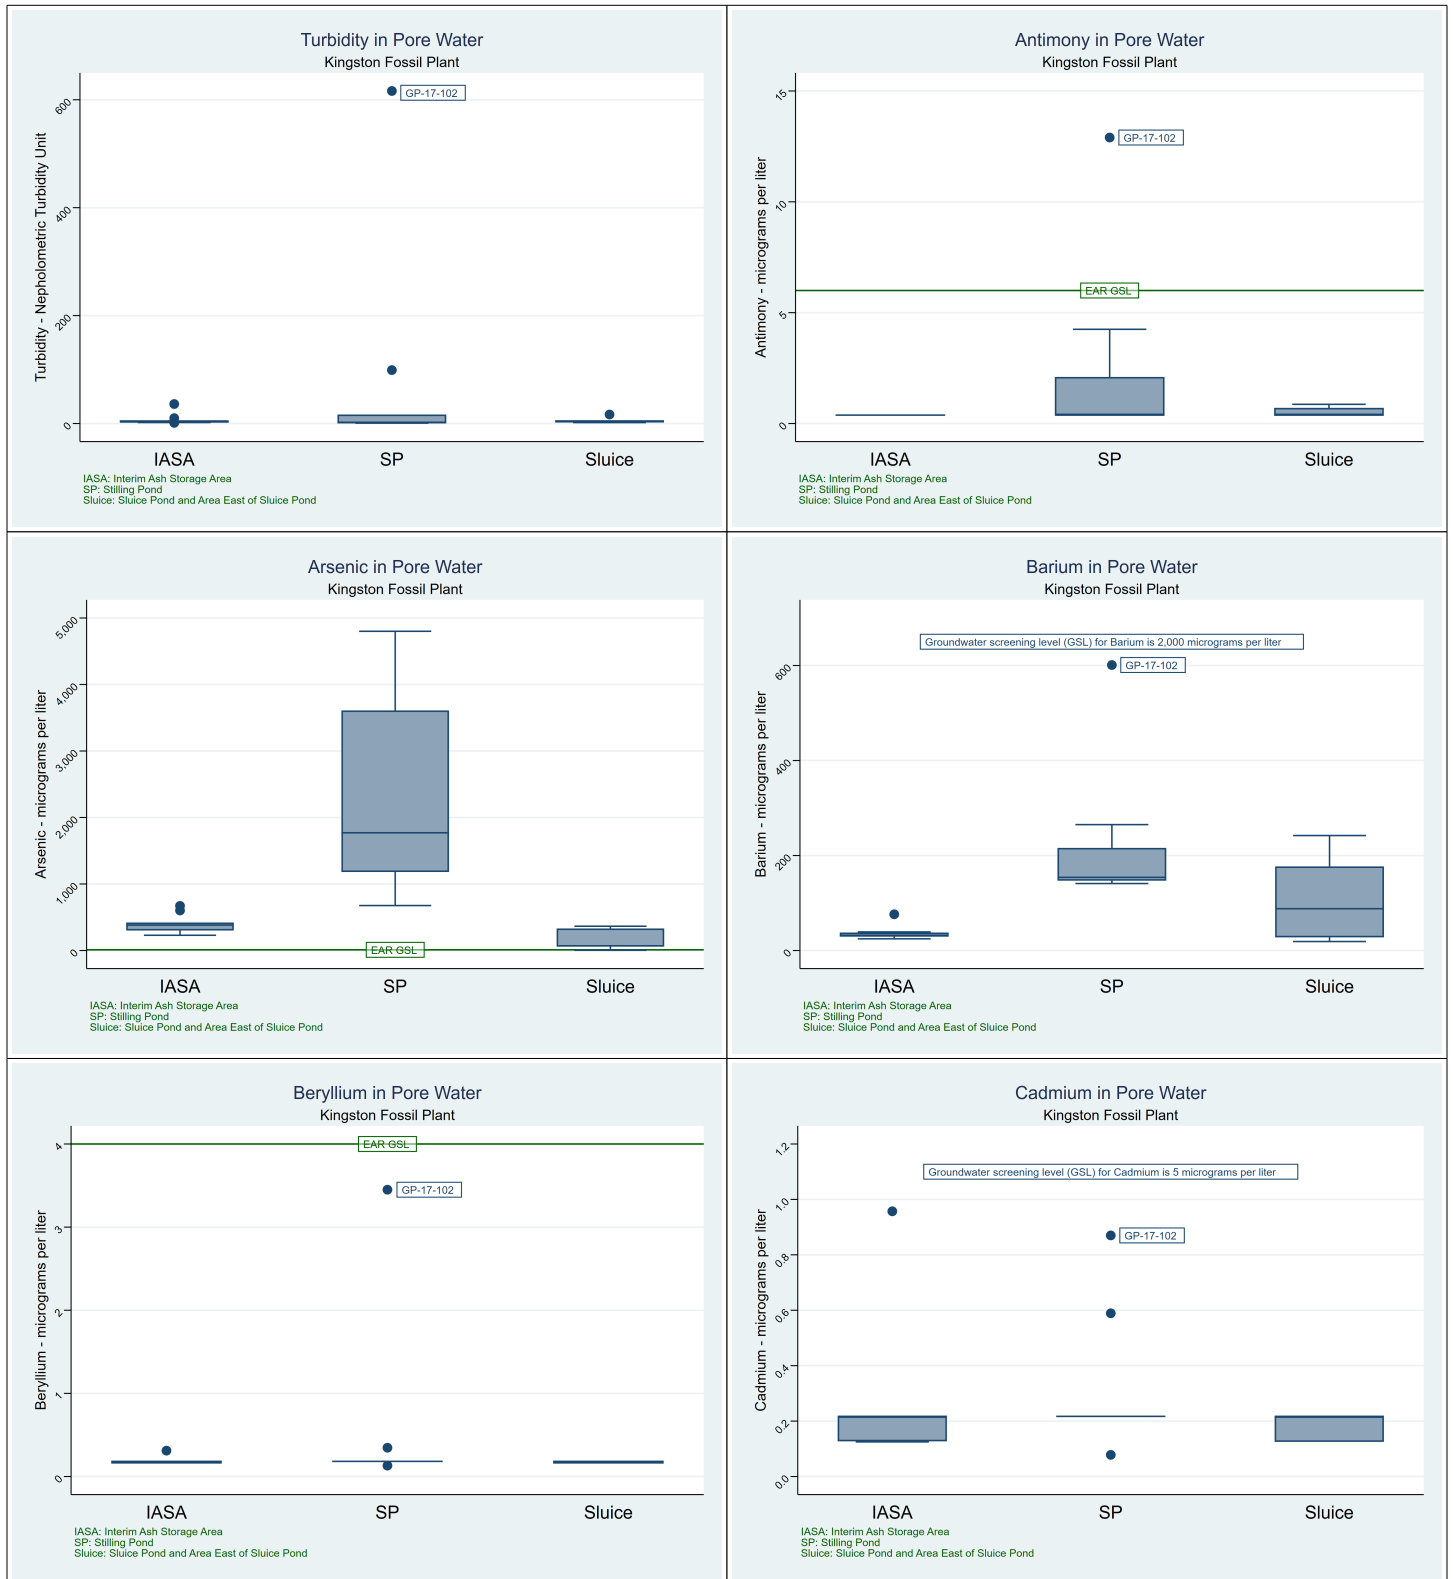 Turbidity in Pore Water
Kingston Fossil Plant
Turbidity - Nepholometric Turbidity Unit
600
400
200
0
GP-17-102
IASA
SP
Sluice
IASA: Interim Ash Storage Area
SP: Stilling Pond
Sluice: Sluice Pond and Area East of Sluice Pond
Antimony in Pore Water
Kingston Fossil Plant
Antimony - micrograms per liter
15
10
5
0
GP-17-102
EAR GSL
IASA
SP
Sluice
IASA: Interim Ash Storage Area
SP: Stilling Pond
Sluice: Sluice Pond and Area East of Sluice Pond
Arsenic in Pore Water
Kingston Fossil Plant
Arsenic - micrograms per liter
5,000
4,000
3,000
2,000
1,000
0
EAR GSL
IASA
SP
Sluice
IASA: Interim Ash Storage Area
SP: Stilling Pond
Sluice: Sluice Pond and Area East of Sluice Pond
Barium in Pore Water
Kingston Fossil Plant
Barium - micrograms per liter
Groundwater screening level (GSL) for Barium is 2,000 micrograms per liter
600
400
200
0
GP-17-102
IASA
SP
Sluice
IASA: Interim Ash Storage Area
SP: Stilling Pond
Sluice: Sluice Pond and Area East of Sluice Pond
Beryllium in Pore Water
Kingston Fossil Plant
Beryllium - micrograms per liter
4
3
2
1
0
EAR GSL
GP-17-102
IASA
SP
Sluice
IASA: Interim Ash Storage Area
SP: Stilling Pond
Sluice: Sluice Pond and Area East of Sluice Pond
Cadmium in Pore Water
Kingston Fossil Plant
Cadmium - micrograms per liter
1.2
1.0
0.8
0.6
0.4
0.2
0.0
Groundwater screening level (GSL) for Cadmium is 5 micrograms per liter
GP-17-102
IASA
SP
Sluice
IASA: Interim Ash Storage Area
SP: Stilling Pond
Sluice: Sluice Pond and Area East of Sluice Pond